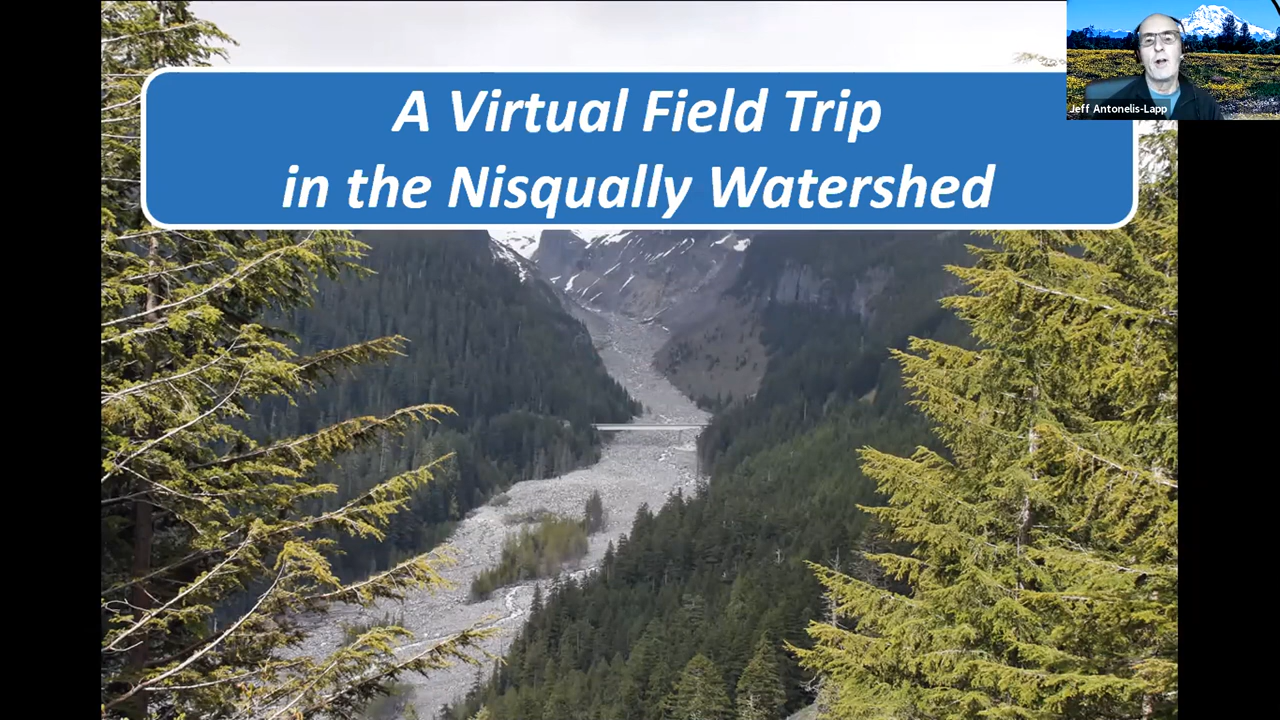 A Virtual Field Trip
in the Nisqually Watershed
Jeff Antonelis-Lapp